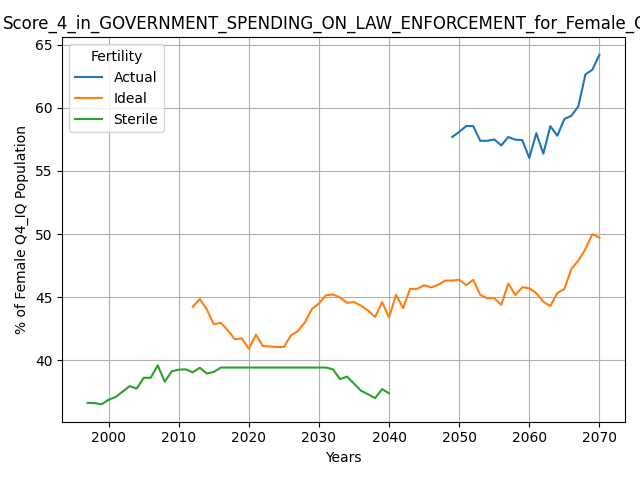 Score_4_in_GOVERNMENT_SPENDING_ON_LAW_ENFORCEMENT_for_Female_
Fertility
Actual
Ideal
Sterile
% of Female Q4_IQ Population
65
60
55
50
45
40
2000 2010 2020 2030 2040 2050 2060 2070
Years